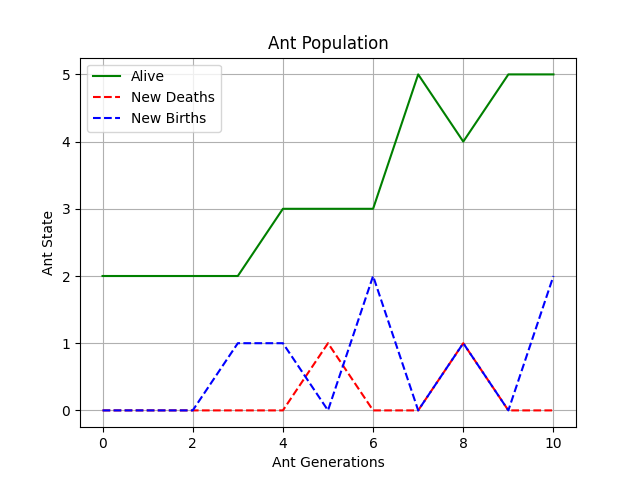 Ant Population
Alive
New Deaths
New Births
5
4
3
2
1
0
Ant State
0 2 4 6 8 10
Ant Generations